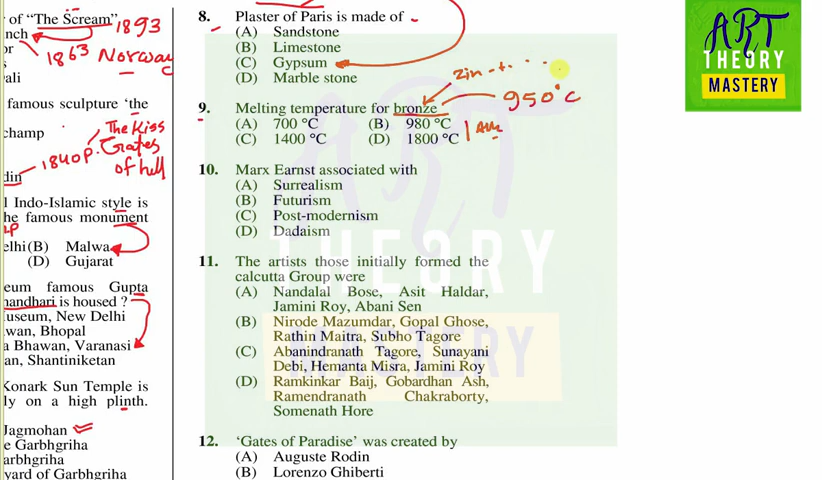 of "The Scream" 1893
nch
or 1863 Norway
s
ali
famous sculpture 'the
champ
The Kiss
Gates
of hell
1840 P.
din
l Indo-Islamic style is
he famous monument
elhi (B) Malwa
(D) Gujarat
eum famous Gupta
handhari is housed ?
useum, New Delhi
wan, Bhopal
a Bhawan, Varanasi
an, Shantiniketan
Konark Sun Temple is
ly on a high plinth.
Jagmohan
e Garbhgriha
arbhgriha
yard of Garbhgriha
8. Plaster of Paris is made of
(A) Sandstone
(B) Limestone
(C) Gypsum
(D) Marble stone
Zin
9. Melting temperature for bronze 950°C
(A) 700 °C (B) 980 °C
(C) 1400 °C (D) 1800 °C
10. Marx Earnst associated with
(A) Surrealism
(B) Futurism
(C) Post-modernism
(D) Dadaism
11. The artists those initially formed the
calcutta Group were
(A) Nandalal Bose, Asit Haldar,
Jamini Roy, Abani Sen
(B) Nirode Mazumdar, Gopal Ghose,
Rathin Maitra, Subho Tagore
(C) Abanindranath Tagore, Sunayani
Debi, Hemanta Misra, Jamini Roy
(D) Ramkinkar Baij, Gobardhan Ash,
Ramendranath Chakraborty,
Somenath Hore
12. 'Gates of Paradise' was created by
(A) Auguste Rodin
(B) Lorenzo Ghiberti
ART
THEORY
MASTERY
ART
THEORY
MASTERY